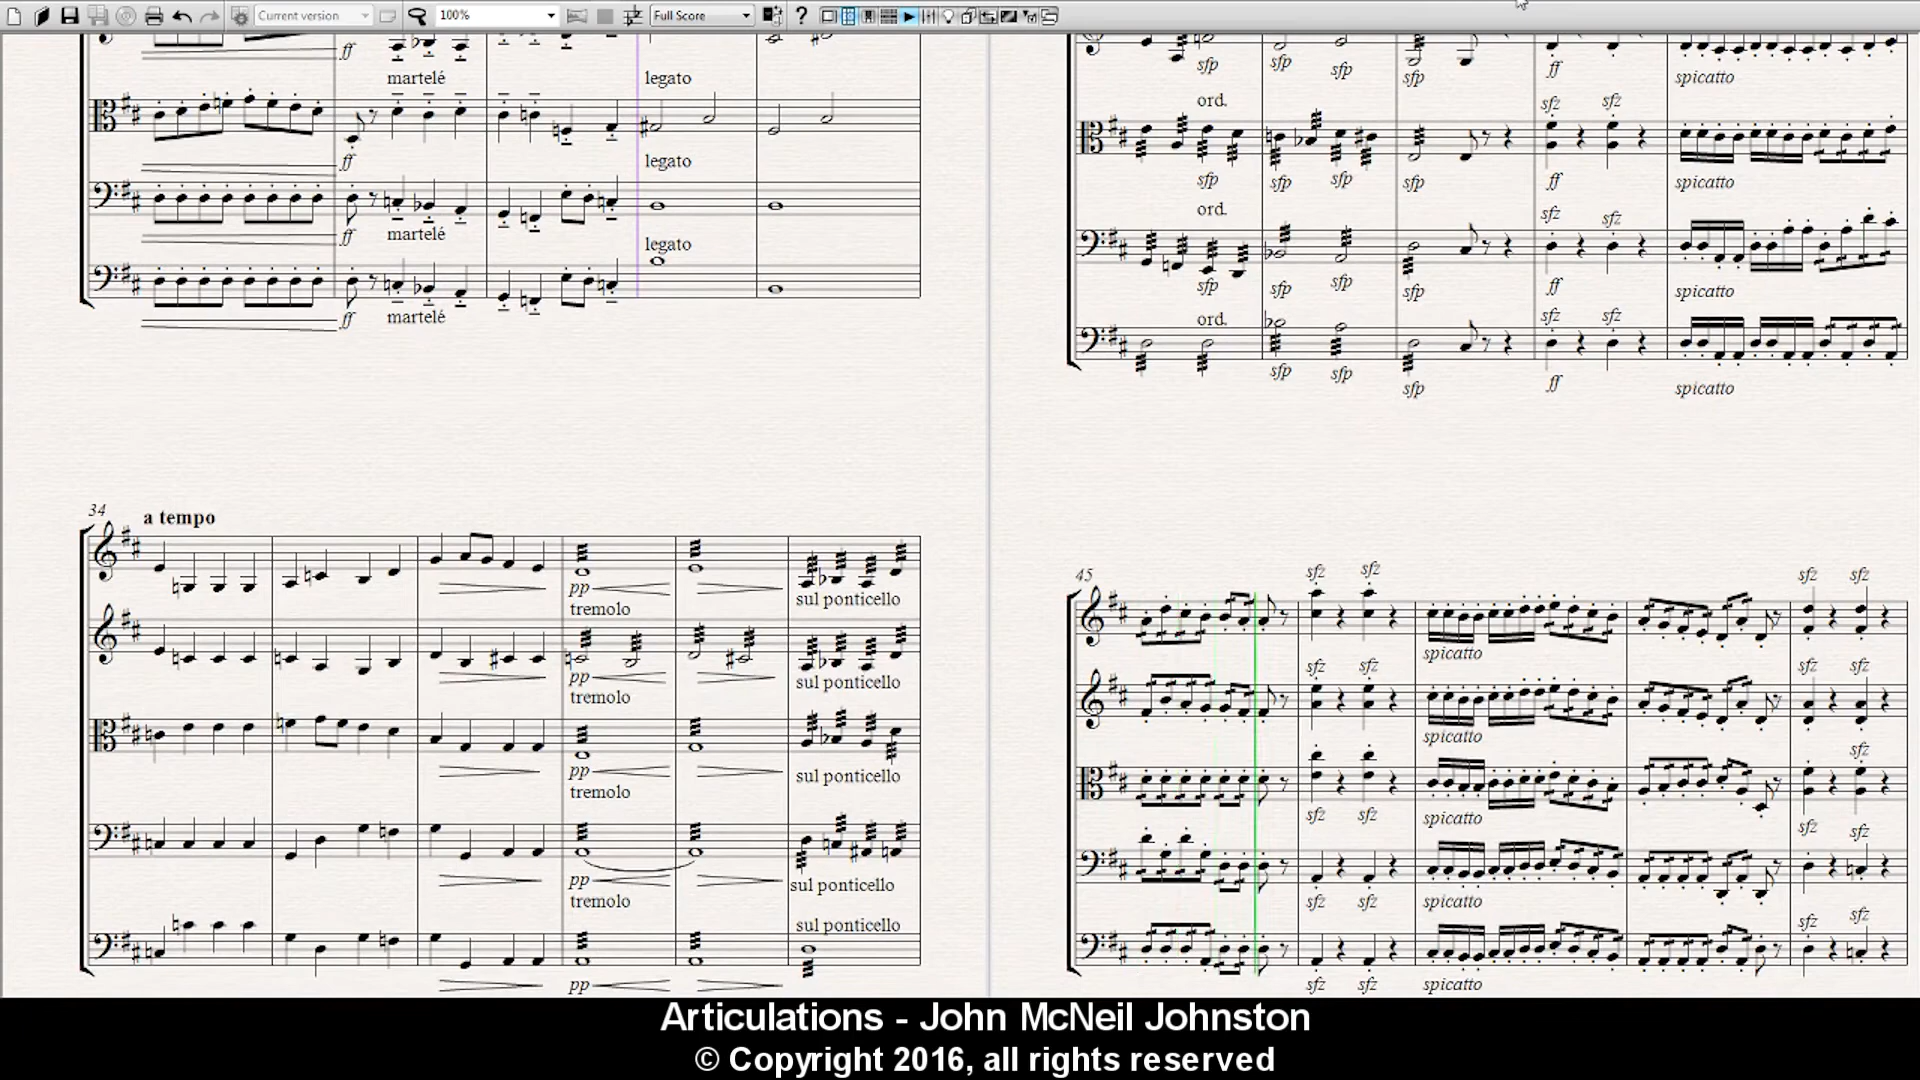 Current version 100% Full Score ?
ff
martelé legato
ff legato
ff martelé legato
ff martelé
sfp sfp sfp sfp ff spicatto
ord. sfz sfz
sfp sfp sfp sfp ff spicatto
ord. sfz sfz
sfp sfp sfp sfp ff spicatto
ord. sfz sfz
sfp sfp sfp ff spicatto
34 a tempo
pp
tremolo sul ponticello
pp
tremolo sul ponticello
pp
tremolo sul ponticello
pp
tremolo sul ponticello
sul ponticello
pp
45 sfz sfz sfz sfz
spicatto
sfz sfz
spicatto
sfz
sfz sfz spicatto sfz
sfz
sfz sfz spicatto
sfz sfz
sfz sfz spicatto
Articulations - John McNeil Johnston
© Copyright 2016, all rights reserved